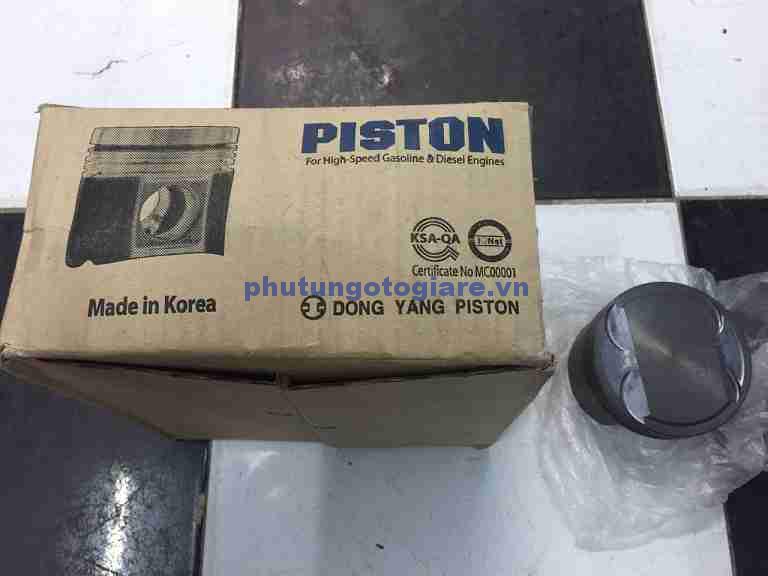 PISTON
For High-Speed Gasoline & Diesel Engines
KSA-QA
IQNet
Certificate No MC00001
phutungotogiare.vn
Made in Korea
DONG YANG PISTON